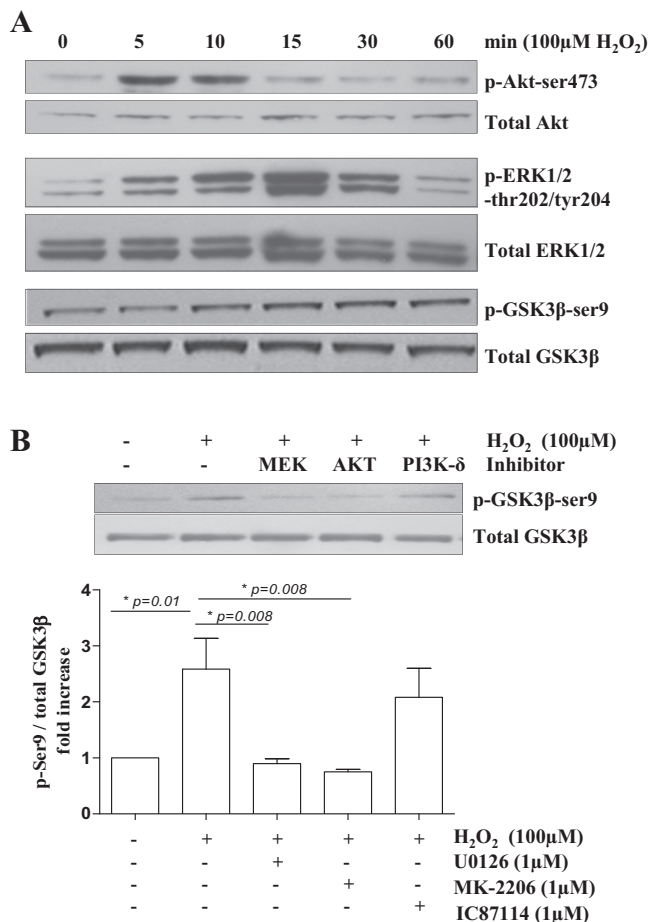 A
0 5 10 15 30 60 min (100µM H₂O₂)
p-Akt-ser473
Total Akt
p-ERK1/2
-thr202/tyr204
Total ERK1/2
p-GSK3β-ser9
Total GSK3β
B
- + + + + H₂O₂ (100µM)
- - MEK AKT PI3K-δ Inhibitor
p-GSK3β-ser9
Total GSK3β
p-Ser9 / total GSK3β
fold increase
4
3
2
1
0
* p=0.01
* p=0.008
* p=0.008
- + + + + H₂O₂ (100µM)
- - + - - U0126 (1µM)
- - - + - MK-2206 (1µM)
- - - - + IC87114 (1µM)